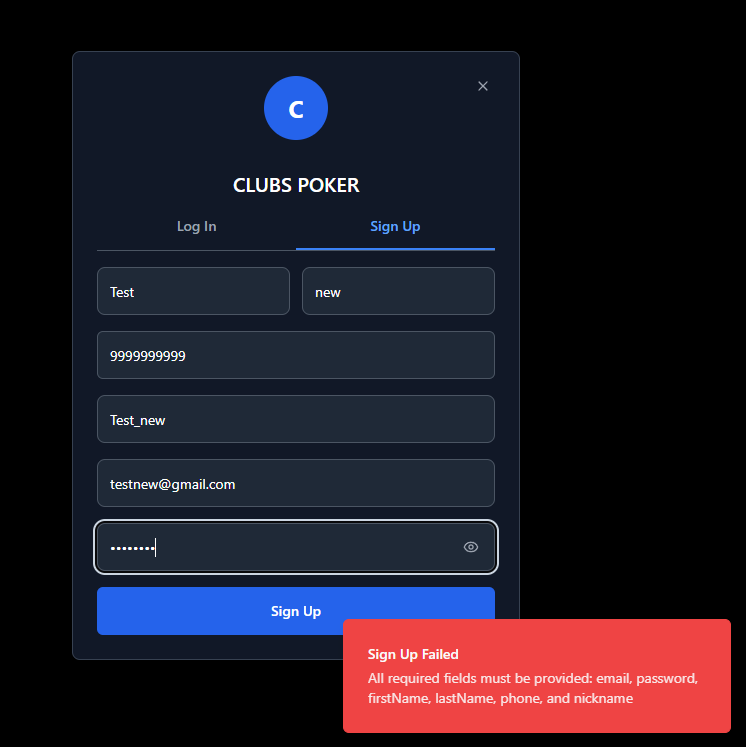 C
CLUBS POKER
Log In
Sign Up
Test
new
9999999999
Test_new
testnew@gmail.com
••••••••
Sign Up
Sign Up Failed
All required fields must be provided: email, password,
firstName, lastName, phone, and nickname